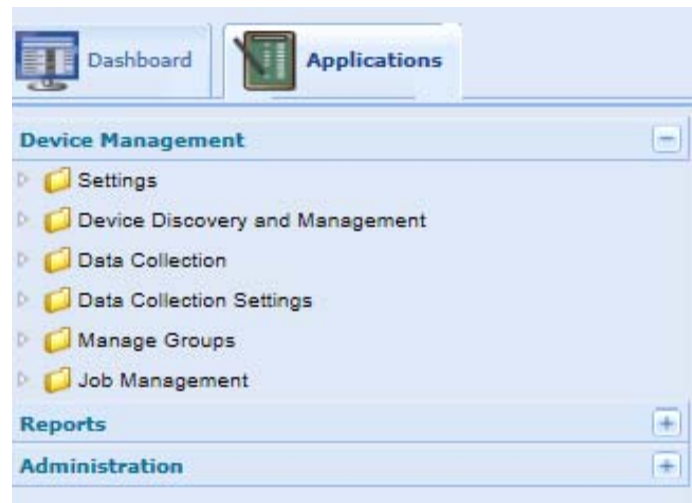 Dashboard
Applications
Device Management
Settings
Device Discovery and Management
Data Collection
Data Collection Settings
Manage Groups
Job Management
Reports
Administration